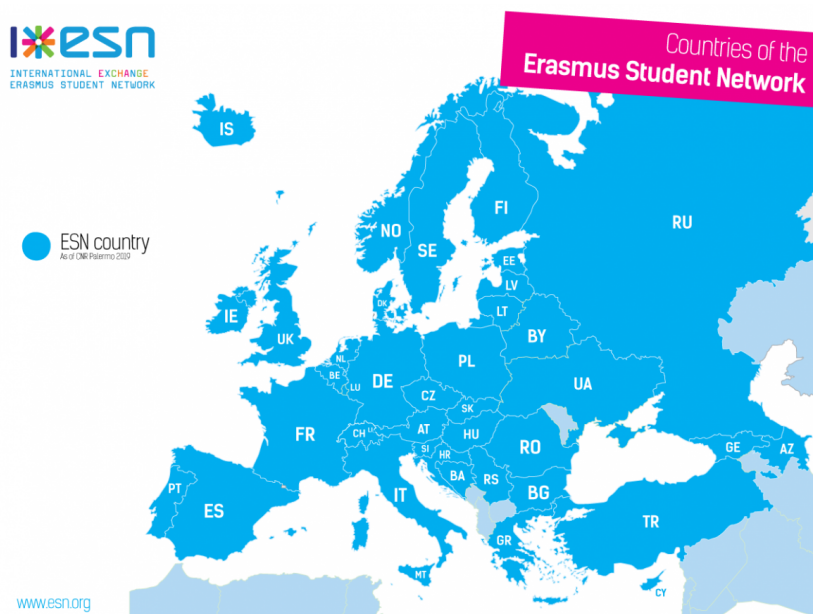 esn
INTERNATIONAL EXCHANGE
ERASMUS STUDENT NETWORK
Countries of the
Erasmus Student Network
IS
ESN country
As of CNR Palermo 2019
NO
SE
FI
RU
EE
LV
LT
DK
IE
UK
NL
BE
LU
DE
PL
BY
CZ
SK
UA
FR
CH
LI
AT
HU
SI
HR
RO
BA
RS
BG
GE
AZ
PT
ES
IT
TR
GR
MT
CY
www.esn.org